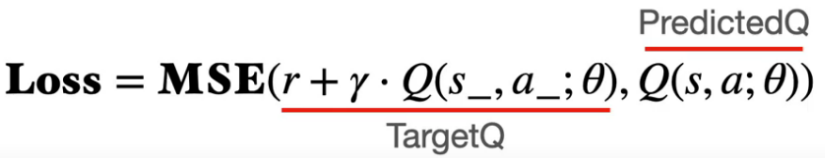 PredictedQ
Loss = MSE(r + γ · Q(s_, a_; θ), Q(s, a; θ))
TargetQ